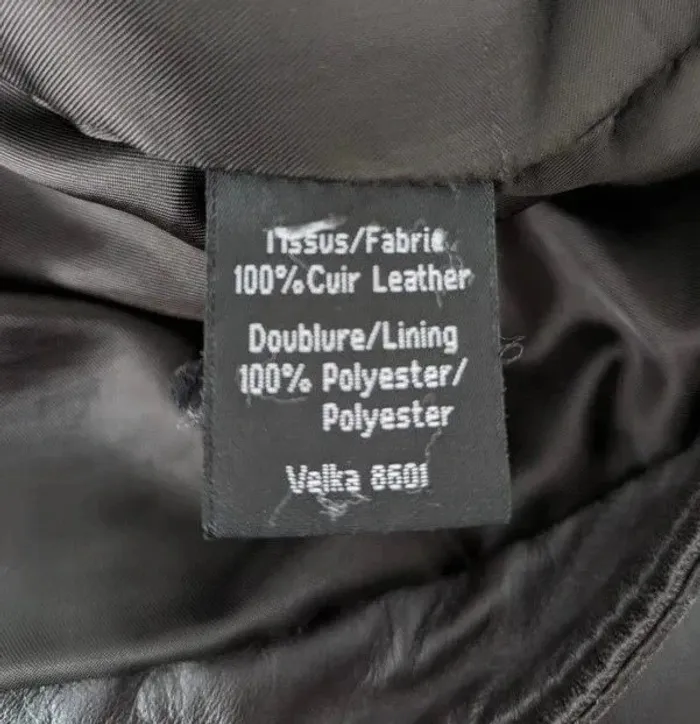 Tissus/Fabric
100%Cuir Leather
Doublure/Lining
100% Polyester/
Polyester
Velka 8601